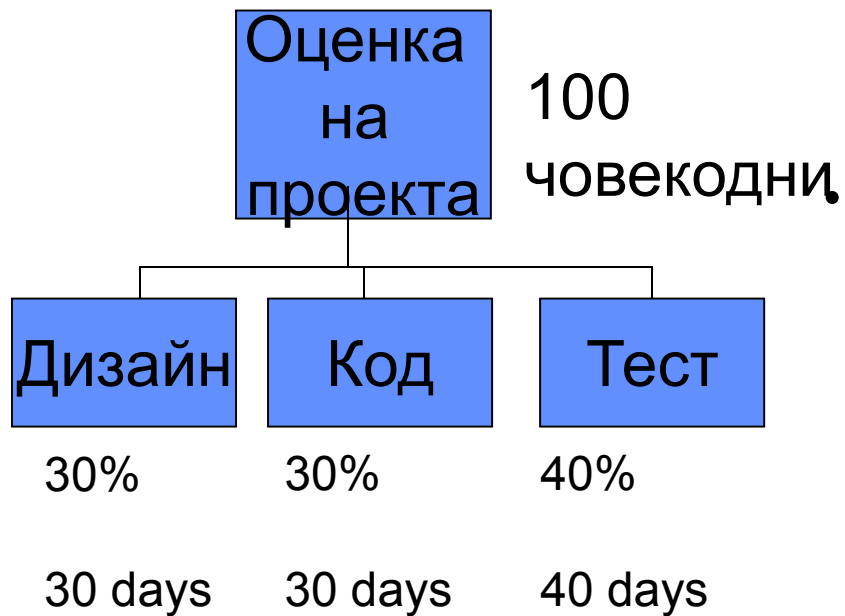 Оценка
на
проекта
100
човекодни.
Дизайн
Код
Тест
30%
30%
40%
30 days
30 days
40 days